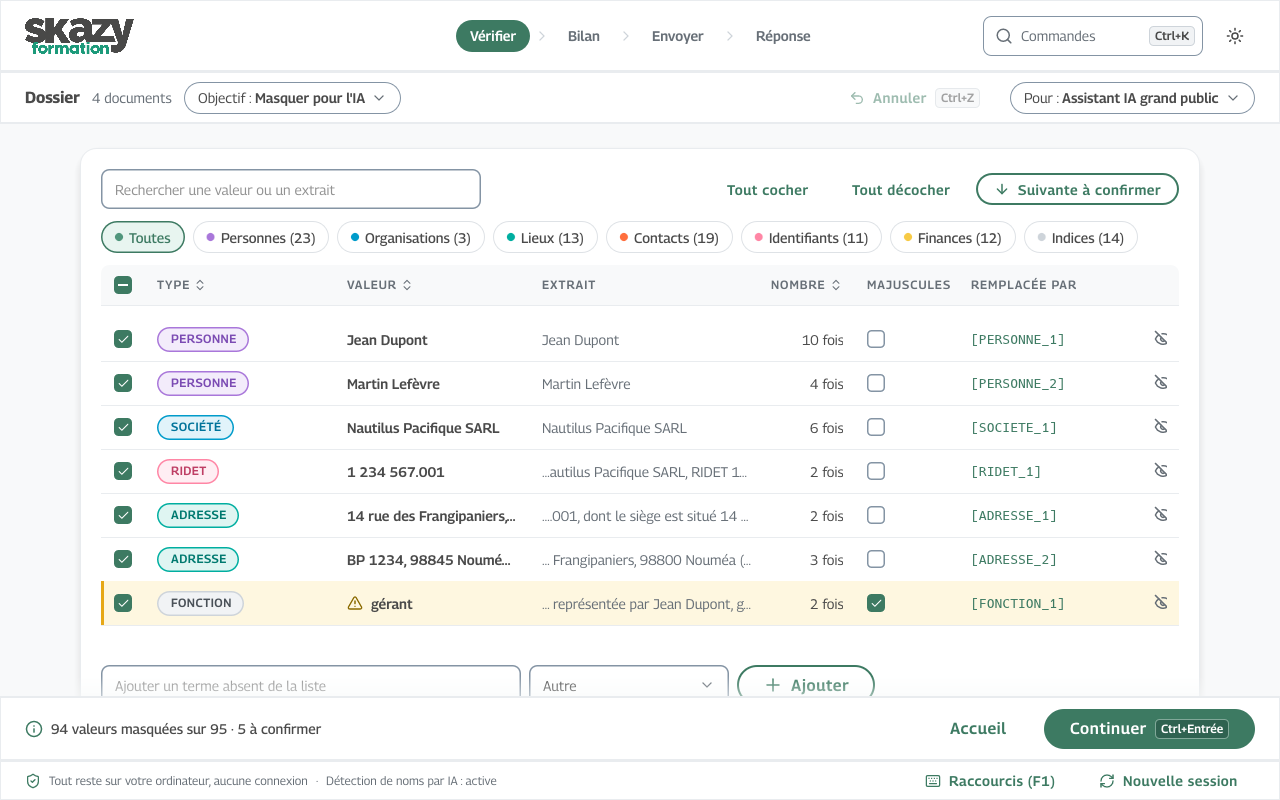 skazy
formation
Vérifier
Bilan
Envoyer
Réponse
Commandes
Ctrl+K
Dossier 4 documents
Objectif : Masquer pour l'IA
Annuler Ctrl+Z
Pour : Assistant IA grand public
Rechercher une valeur ou un extrait
Tout cocher
Tout décocher
Suivante à confirmer
Toutes
Personnes (23)
Organisations (3)
Lieux (13)
Contacts (19)
Identifiants (11)
Finances (12)
Indices (14)
TYPE VALEUR EXTRAIT NOMBRE MAJUSCULES REMPLACÉE PAR
PERSONNE Jean Dupont Jean Dupont 10 fois [PERSONNE_1]
PERSONNE Martin Lefèvre Martin Lefèvre 4 fois [PERSONNE_2]
SOCIÉTÉ Nautilus Pacifique SARL Nautilus Pacifique SARL 6 fois [SOCIETE_1]
RIDET 1 234 567.001 …autilus Pacifique SARL, RIDET 1… 2 fois [RIDET_1]
ADRESSE 14 rue des Frangipaniers,… ….001, dont le siège est situé 14 … 2 fois [ADRESSE_1]
ADRESSE BP 1234, 98845 Noumé… … Frangipaniers, 98800 Nouméa (… 3 fois [ADRESSE_2]
FONCTION gérant … représentée par Jean Dupont, g… 2 fois [FONCTION_1]
Ajouter un terme absent de la liste
Autre
Ajouter
94 valeurs masquées sur 95 · 5 à confirmer
Accueil
Continuer Ctrl+Entrée
Tout reste sur votre ordinateur, aucune connexion · Détection de noms par IA : active
Raccourcis (F1)
Nouvelle session